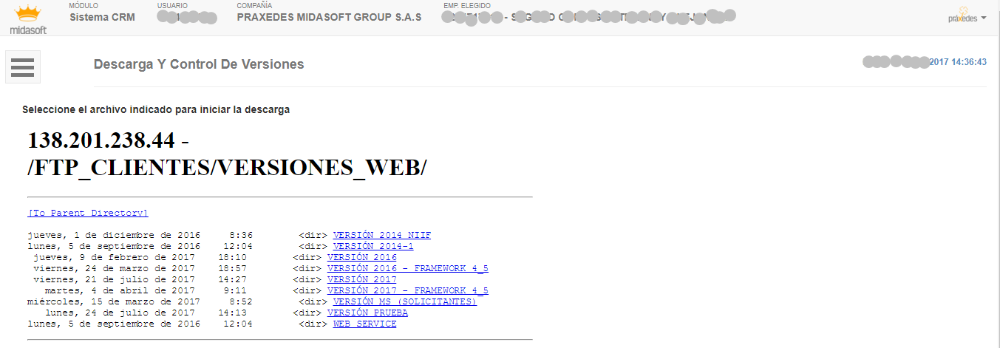 MÓDULO USUARIO COMPAÑÍA EMP. ELEGIDO
midasoft Sistema CRM PRAXEDES MIDASOFT GROUP S.A.S práxedes
Descarga Y Control De Versiones 2017 14:36:43
Seleccione el archivo indicado para iniciar la descarga
138.201.238.44 -
/FTP_CLIENTES/VERSIONES_WEB/
[To Parent Directory]
jueves, 1 de diciembre de 2016 8:36 <dir> VERSIÓN 2014 NIIF
lunes, 5 de septiembre de 2016 12:04 <dir> VERSIÓN 2014-1
jueves, 9 de febrero de 2017 18:10 <dir> VERSIÓN 2016
viernes, 24 de marzo de 2017 18:57 <dir> VERSIÓN 2016 - FRAMEWORK 4_5
viernes, 21 de julio de 2017 14:27 <dir> VERSIÓN 2017
martes, 4 de abril de 2017 9:11 <dir> VERSIÓN 2017 - FRAMEWORK 4_5
miércoles, 15 de marzo de 2017 8:52 <dir> VERSIÓN MS (SOLICITANTES)
lunes, 24 de julio de 2017 14:13 <dir> VERSIÓN PRUEBA
lunes, 5 de septiembre de 2016 12:04 <dir> WEB SERVICE